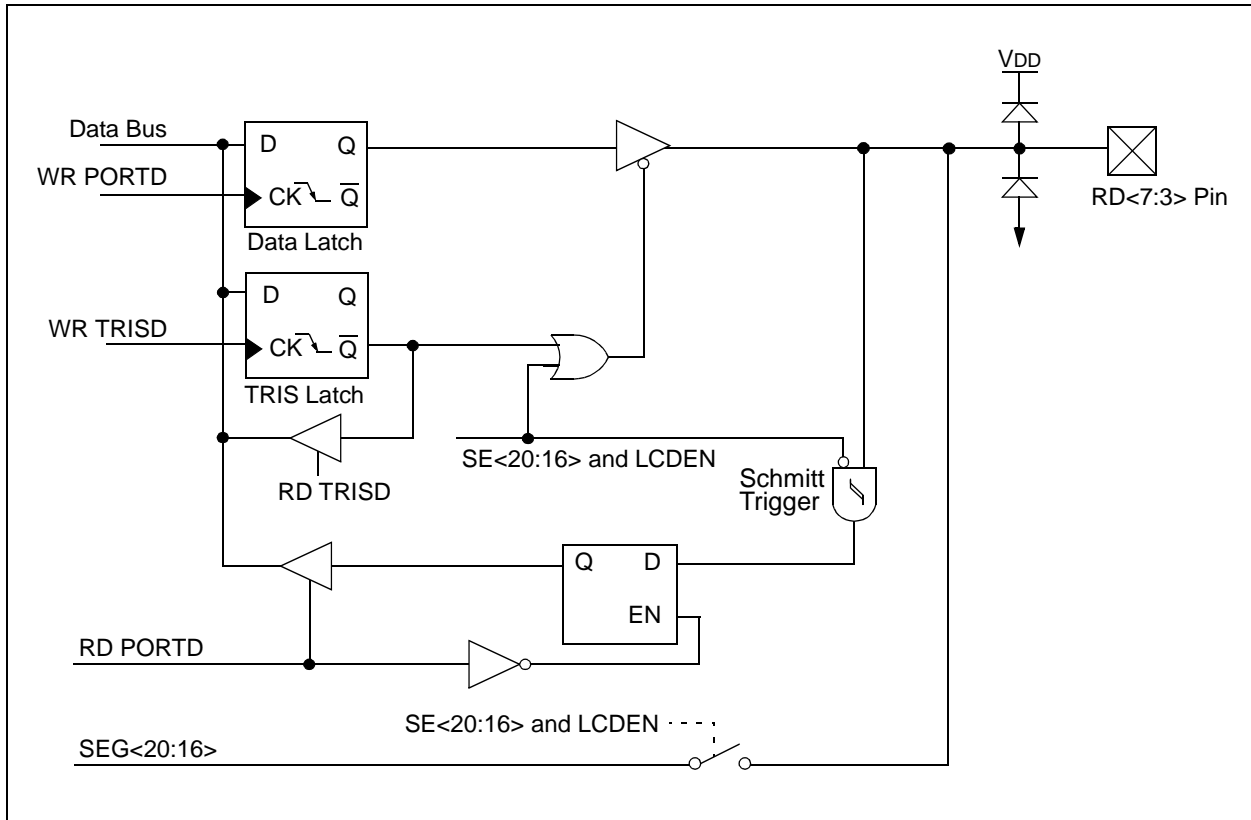 VDD
Data Bus
D Q
WR PORTD
CK Q̅
RD<7:3> Pin
Data Latch
D Q
WR TRISD
CK Q̅
TRIS Latch
SE<20:16> and LCDEN
Schmitt
Trigger
RD TRISD
Q D
EN
RD PORTD
SE<20:16> and LCDEN
SEG<20:16>